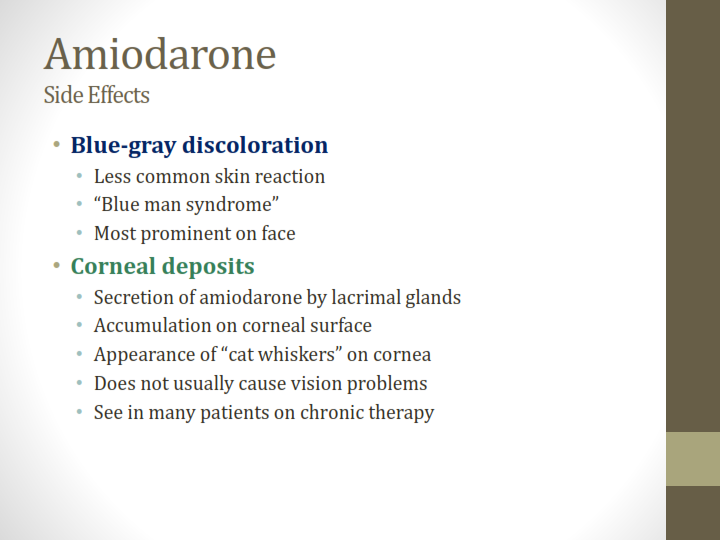 Amiodarone
Side Effects
• Blue-gray discoloration
• Less common skin reaction
• “Blue man syndrome”
• Most prominent on face
• Corneal deposits
• Secretion of amiodarone by lacrimal glands
• Accumulation on corneal surface
• Appearance of “cat whiskers” on cornea
• Does not usually cause vision problems
• See in many patients on chronic therapy